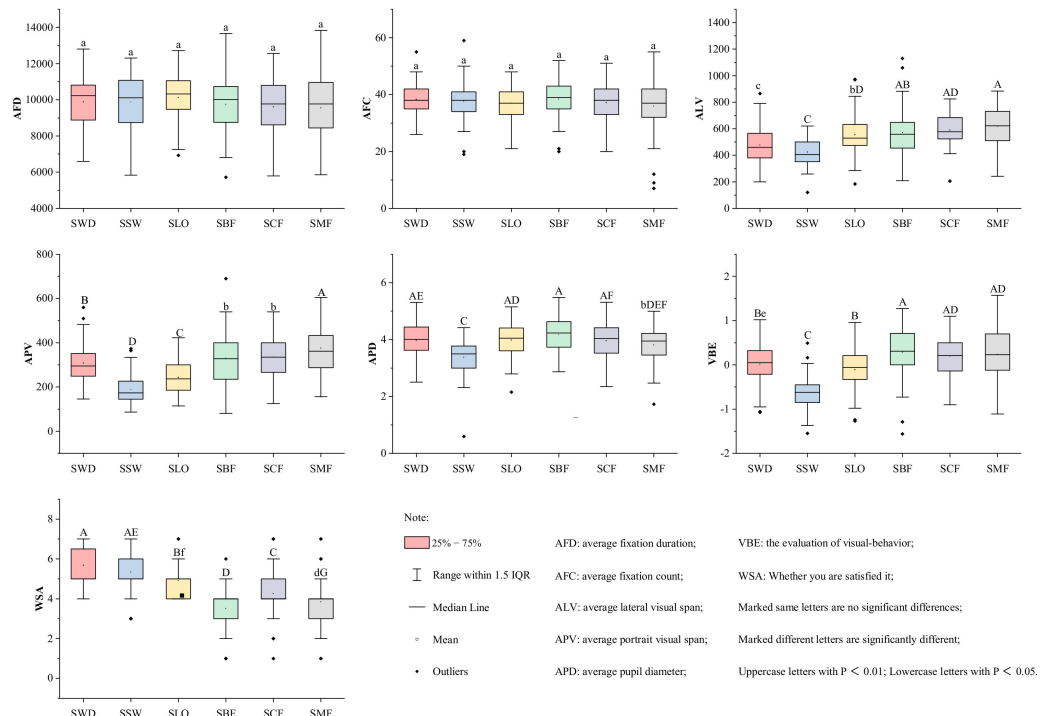 14000
12000
10000
8000
6000
4000
AFD
a a a a a a
SWD SSW SLO SBF SCF SMF
60
40
20
0
AFC
a a a a a a
SWD SSW SLO SBF SCF SMF
1400
1200
1000
800
600
400
200
0
ALV
c C bD AB AD A
SWD SSW SLO SBF SCF SMF
800
600
400
200
0
APV
B D C b b A
SWD SSW SLO SBF SCF SMF
6
4
2
0
APD
AE C AD A AF bDEF
SWD SSW SLO SBF SCF SMF
2
1
0
-1
-2
VBE
Be C B A AD A
SWD SSW SLO SBF SCF SMF
8
6
4
2
0
WSA
A AE Bf D C dG
SWD SSW SLO SBF SCF SMF
Note:
25% − 75% AFD: average fixation duration; VBE: the evaluation of visual-behavior;
Range within 1.5 IQR AFC: average fixation count; WSA: Whether you are satisfied it;
Median Line ALV: average lateral visual span; Marked same letters are no significant differences;
Mean APV: average portrait visual span; Marked different letters are significantly different;
Outliers APD: average pupil diameter; Uppercase letters with P < 0.01; Lowercase letters with P < 0.05.